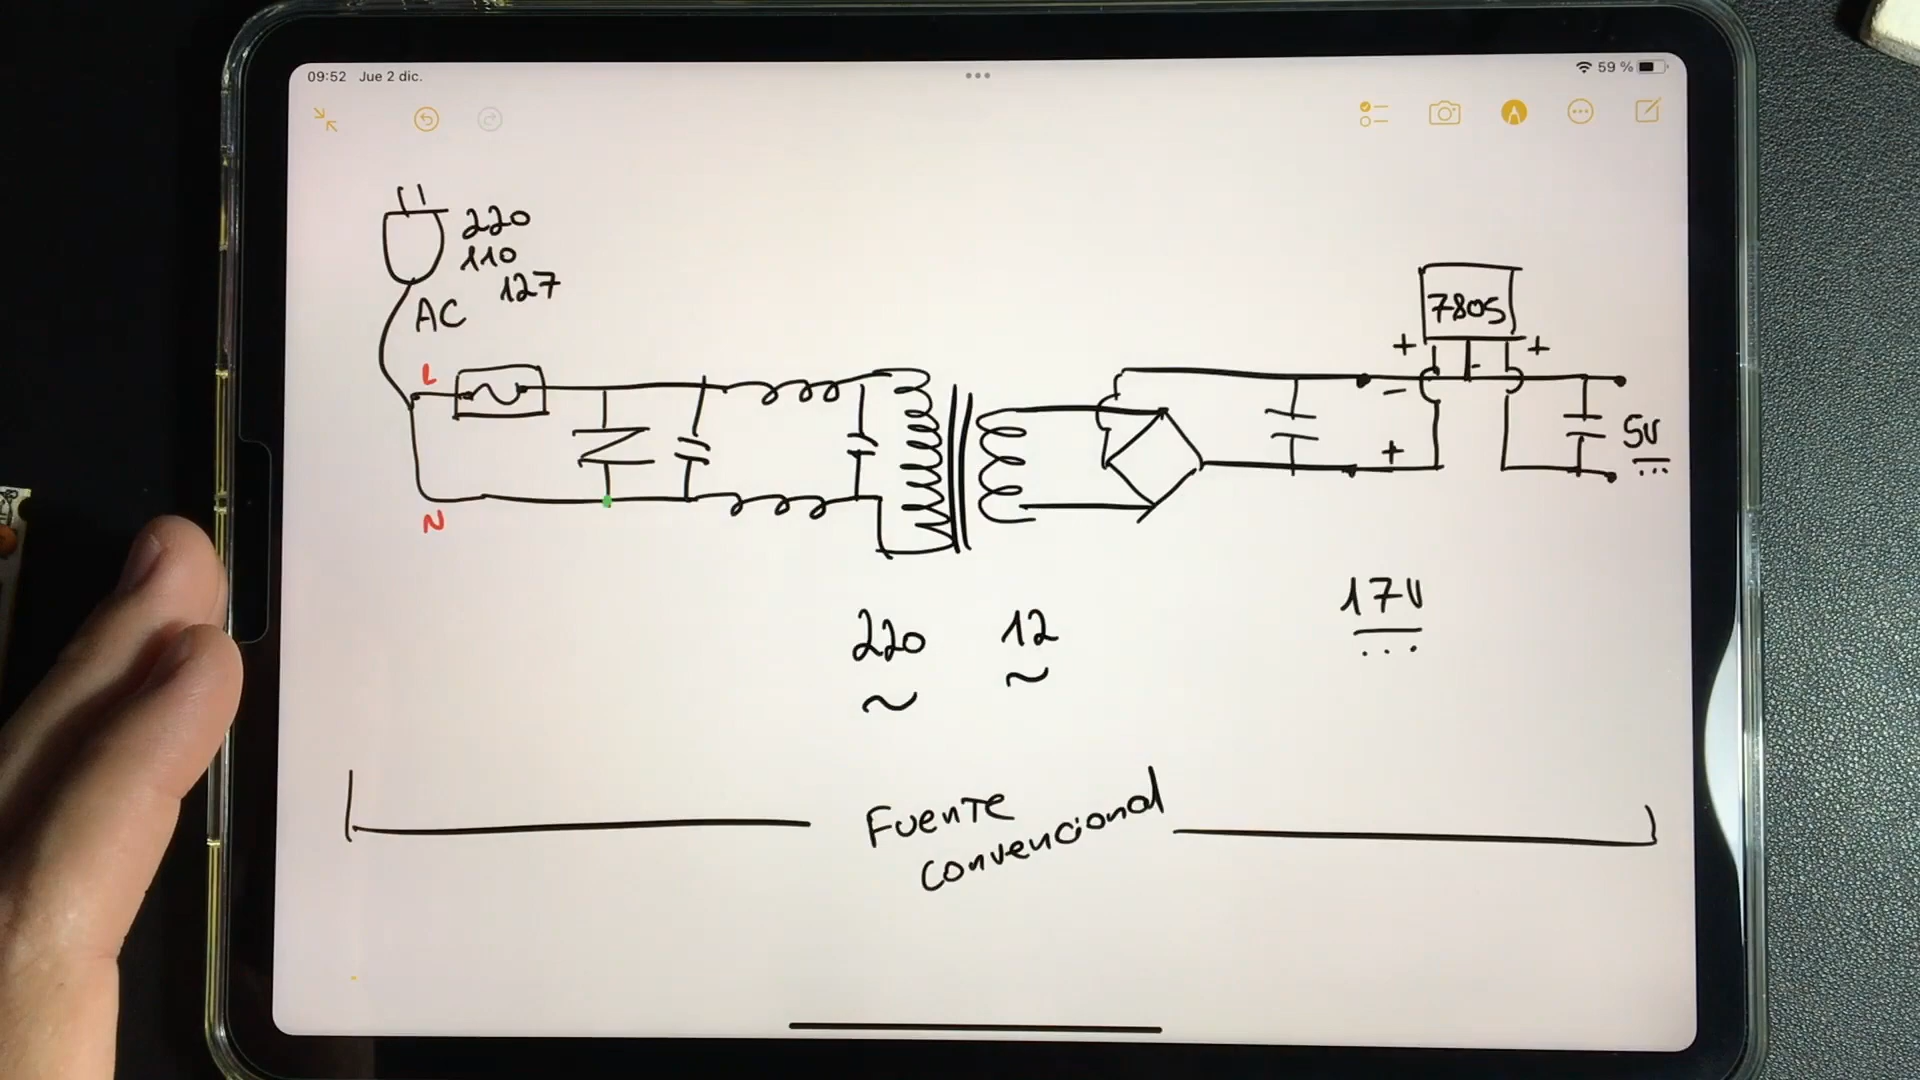 09:52 Jue 2 dic.
59 %
220
110
127
AC
L
N
7805
+ - +
-
+
5V
220 12
~ ~
17V
Fuente
convencional